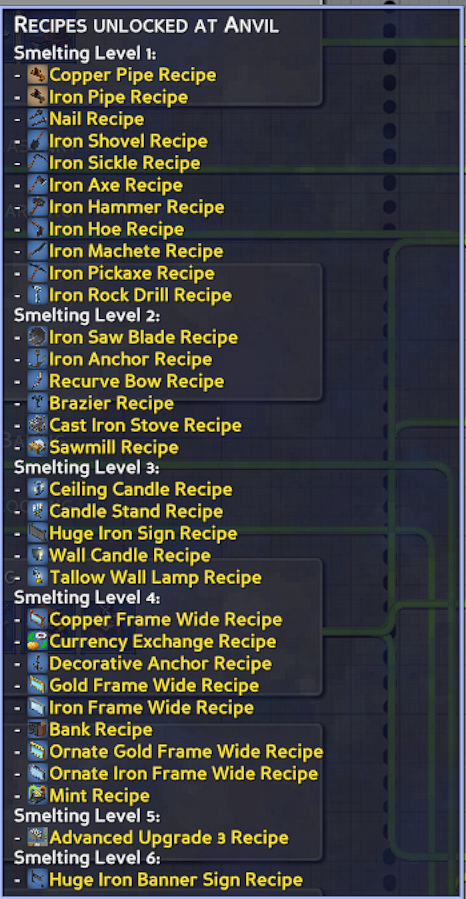 Recipes unlocked at Anvil
Smelting Level 1:
- Copper Pipe Recipe
- Iron Pipe Recipe
- Nail Recipe
- Iron Shovel Recipe
- Iron Sickle Recipe
- Iron Axe Recipe
- Iron Hammer Recipe
- Iron Hoe Recipe
- Iron Machete Recipe
- Iron Pickaxe Recipe
- Iron Rock Drill Recipe
Smelting Level 2:
- Iron Saw Blade Recipe
- Iron Anchor Recipe
- Recurve Bow Recipe
- Brazier Recipe
- Cast Iron Stove Recipe
- Sawmill Recipe
Smelting Level 3:
- Ceiling Candle Recipe
- Candle Stand Recipe
- Huge Iron Sign Recipe
- Wall Candle Recipe
- Tallow Wall Lamp Recipe
Smelting Level 4:
- Copper Frame Wide Recipe
- Currency Exchange Recipe
- Decorative Anchor Recipe
- Gold Frame Wide Recipe
- Iron Frame Wide Recipe
- Bank Recipe
- Ornate Gold Frame Wide Recipe
- Ornate Iron Frame Wide Recipe
- Mint Recipe
Smelting Level 5:
- Advanced Upgrade 3 Recipe
Smelting Level 6:
- Huge Iron Banner Sign Recipe